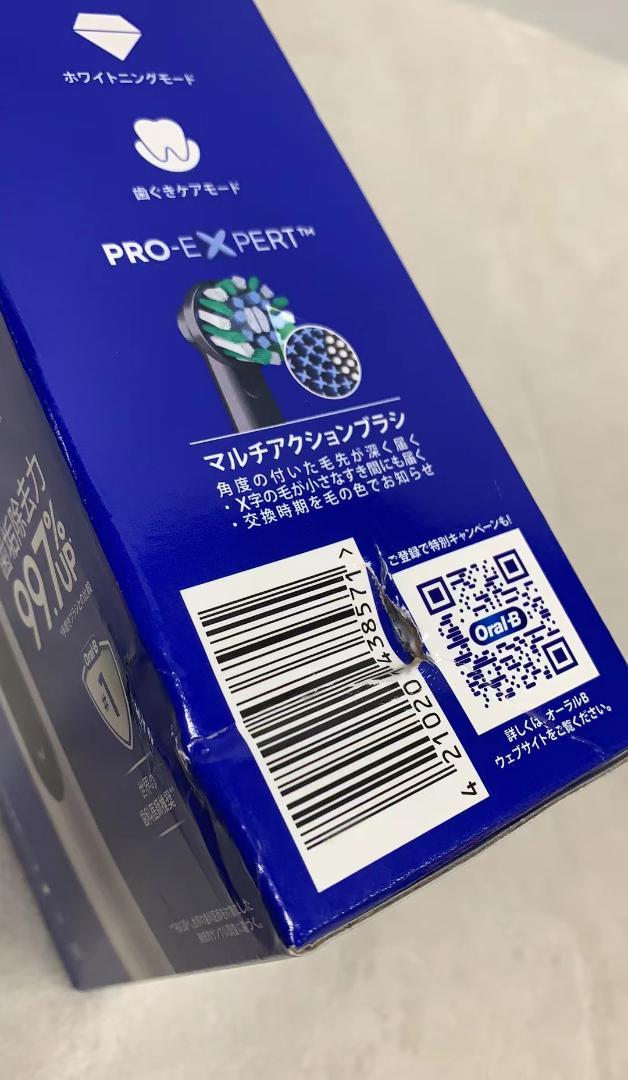 ホワイトニングモード
歯ぐきケアモード
PRO-EXPERT™
マルチアクションブラシ
角度の付いた毛先が深く届く
・X字の毛が小さなすき間にも届く
・交換時期を毛の色でお知らせ
ご登録で特別キャンペーンも!
Oral-B
4 210201 438571 >
詳しくは、オーラルB
ウェブサイトをご覧ください。
歯垢除去力
99.7%UP
Oral-B
#1
世界の